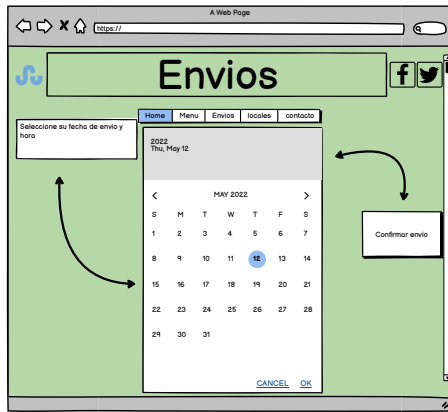 A Web Page
https://
Envios
Home Menu Envios locales contacto
Seleccione su fecha de envio y
hora
2022
Thu, May 12
MAY 2022
S M T W T F S
1 2 3 4 5 6 7
8 9 10 11 12 13 14
15 16 17 18 19 20 21
22 23 24 25 26 27 28
29 30 31
Confirmar envio
CANCEL OK